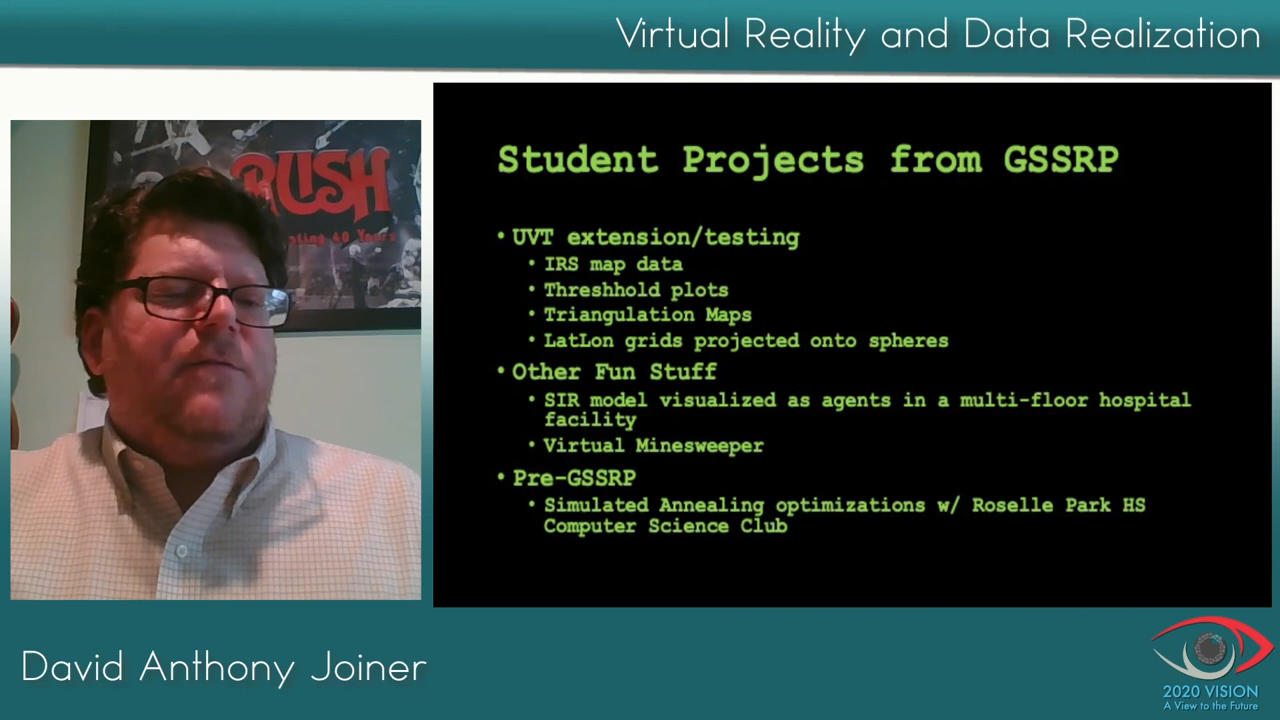 Virtual Reality and Data Realization
RUSH
ating 40 Years
Student Projects from GSSRP
• UVT extension/testing
• IRS map data
• Threshhold plots
• Triangulation Maps
• LatLon grids projected onto spheres
• Other Fun Stuff
• SIR model visualized as agents in a multi-floor hospital
facility
• Virtual Minesweeper
• Pre-GSSRP
• Simulated Annealing optimizations w/ Roselle Park HS
Computer Science Club
David Anthony Joiner
2020 VISION
A View to the Future